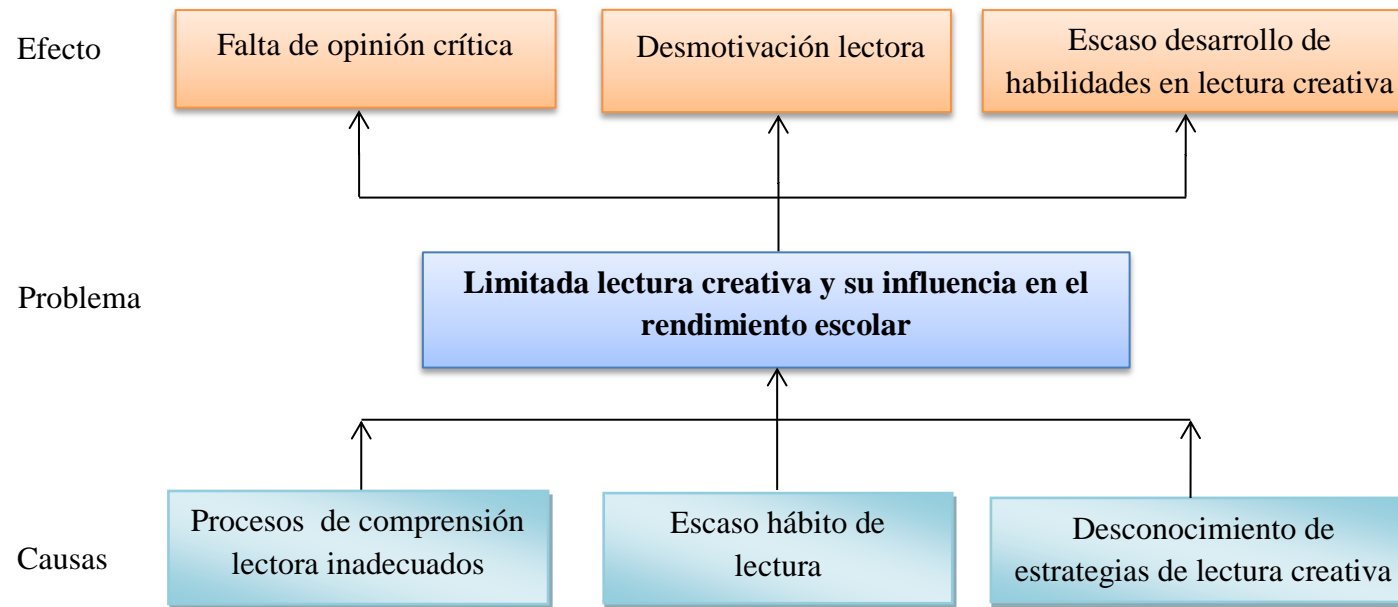 Efecto
Falta de opinión crítica
Desmotivación lectora
Escaso desarrollo de
habilidades en lectura creativa
Problema
Limitada lectura creativa y su influencia en el
rendimiento escolar
Causas
Procesos  de comprensión
lectora inadecuados
Escaso hábito de
lectura
Desconocimiento de
estrategias de lectura creativa